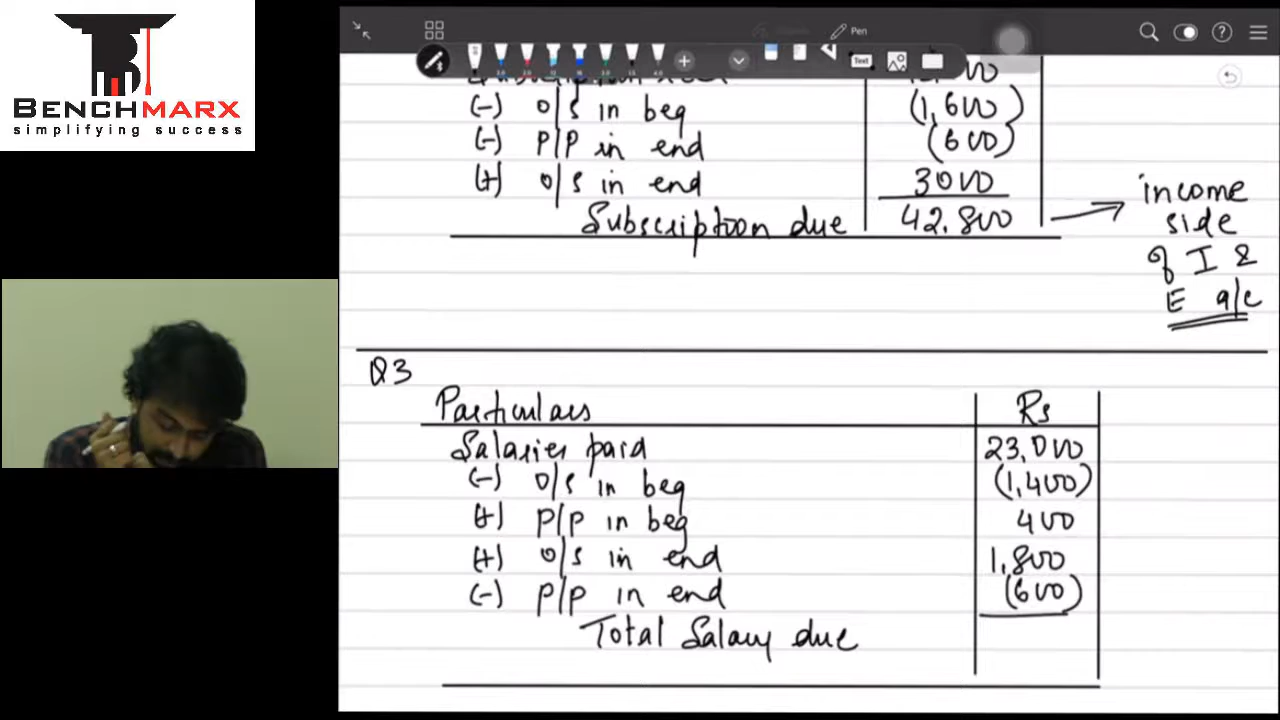 BENCHMARX
simplifying success
Pen
Text
(-) O/S in beg (1,600)
(-) P/P in end (600)
(+) O/S in end 3000
Subscription due 42,800 → income side of I & E a/c
Q3
Particulars Rs
Salaries paid 23,000
(-) O/S in beg (1,400)
(+) P/P in beg 400
(+) O/S in end 1,800
(-) P/P in end (600)
Total Salary due